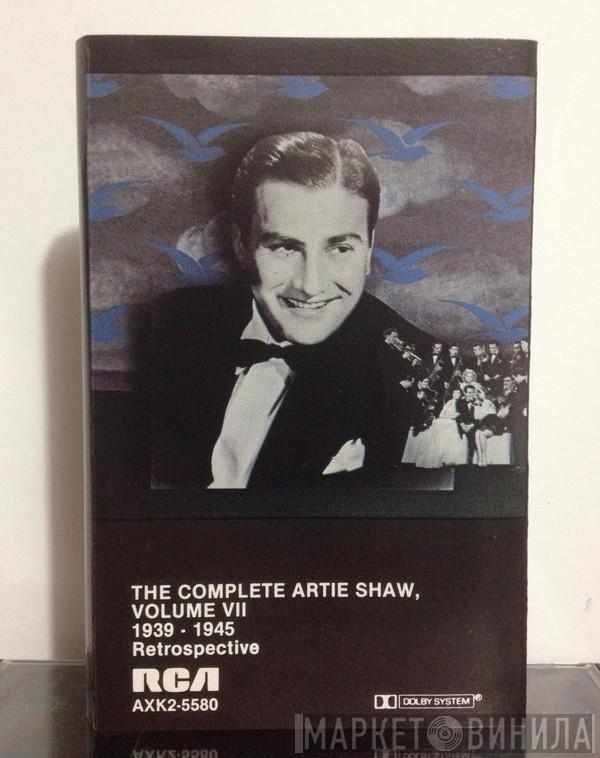 THE COMPLETE ARTIE SHAW,
VOLUME VII
1939 - 1945
Retrospective
RCA
AXK2-5580
DOLBY SYSTEM®
МАРКЕТ ВИНИЛА